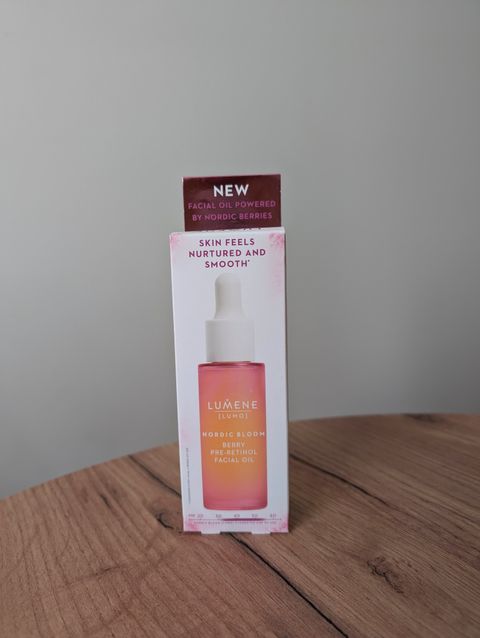 NEW
FACIAL OIL POWERED
BY NORDIC BERRIES
SKIN FEELS
NURTURED AND
SMOOTH*
LUMENE
[LUMO]
NORDIC BLOOM
BERRY
PRE-RETINOL
FACIAL OIL